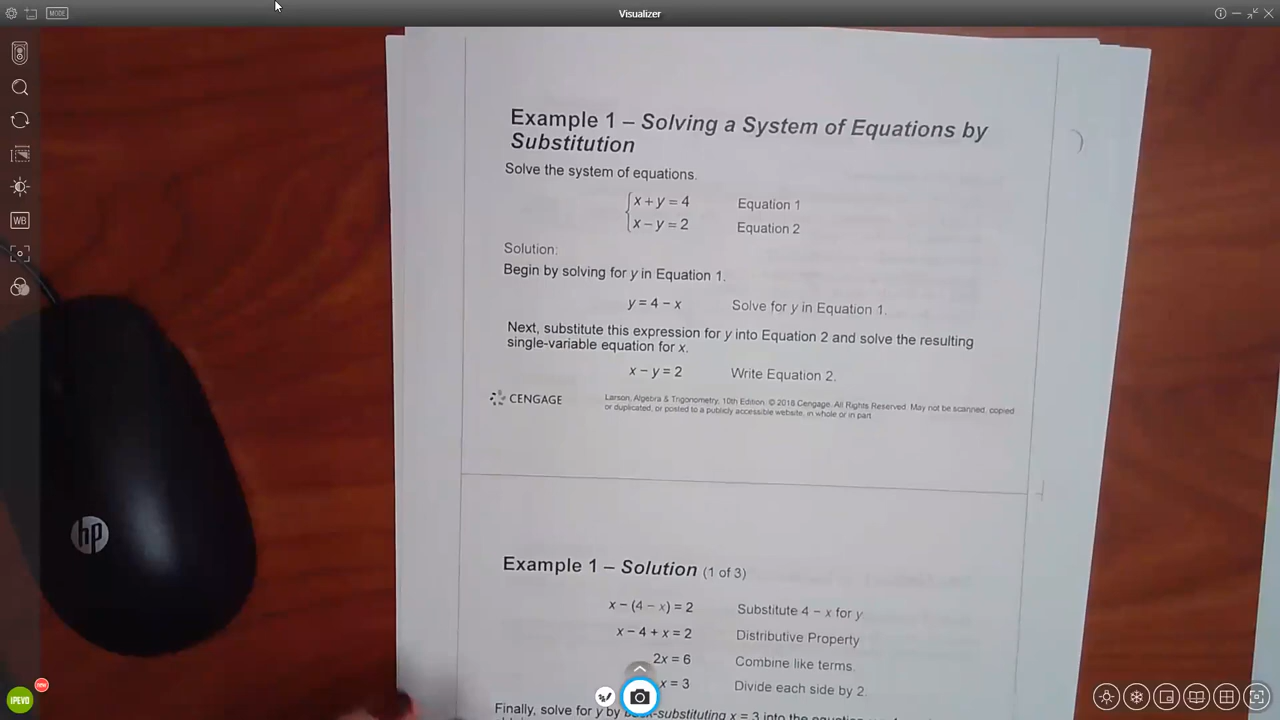 MODE
Visualizer
WB
Example 1 – Solving a System of Equations by
Substitution
Solve the system of equations.
x + y = 4 Equation 1
x − y = 2 Equation 2
Solution:
Begin by solving for y in Equation 1.
y = 4 − x Solve for y in Equation 1.
Next, substitute this expression for y into Equation 2 and solve the resulting
single-variable equation for x.
x − y = 2 Write Equation 2.
CENGAGE
Larson, Algebra & Trigonometry, 10th Edition. © 2018 Cengage. All Rights Reserved. May not be scanned, copied
or duplicated, or posted to a publicly accessible website, in whole or in part.
hp
Example 1 – Solution (1 of 3)
x − (4 − x) = 2 Substitute 4 − x for y
x − 4 + x = 2 Distributive Property
2x = 6 Combine like terms.
x = 3 Divide each side by 2.
Finally, solve for y by back-substituting x = 3 into the equation
IPEVO